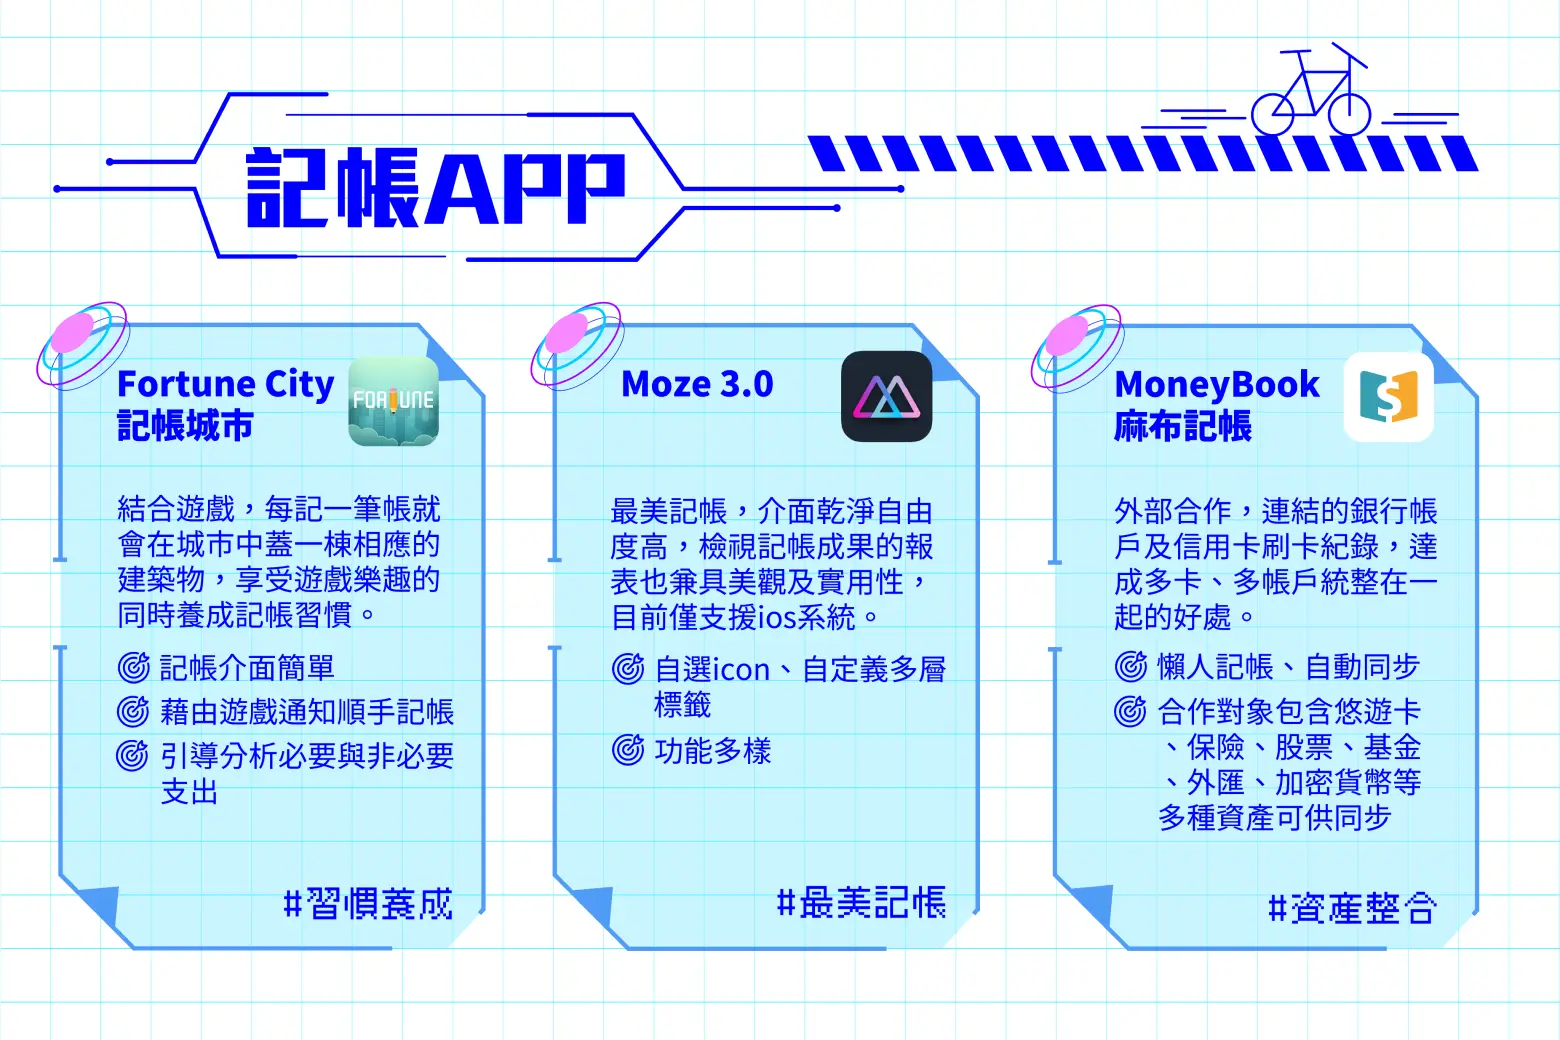 記帳APP
Fortune City
記帳城市
FORTUNE
結合遊戲，每記一筆帳就
會在城市中蓋一棟相應的
建築物，享受遊戲樂趣的
同時養成記帳習慣。
記帳介面簡單
藉由遊戲通知順手記帳
引導分析必要與非必要
支出
#習慣養成
Moze 3.0
最美記帳，介面乾淨自由
度高，檢視記帳成果的報
表也兼具美觀及實用性，
目前僅支援ios系統。
自選icon、自定義多層
標籤
功能多樣
#最美記帳
MoneyBook
麻布記帳
外部合作，連結的銀行帳
戶及信用卡刷卡紀錄，達
成多卡、多帳戶統整在一
起的好處。
懶人記帳、自動同步
合作對象包含悠遊卡
、保險、股票、基金
、外匯、加密貨幣等
多種資產可供同步
#資產整合